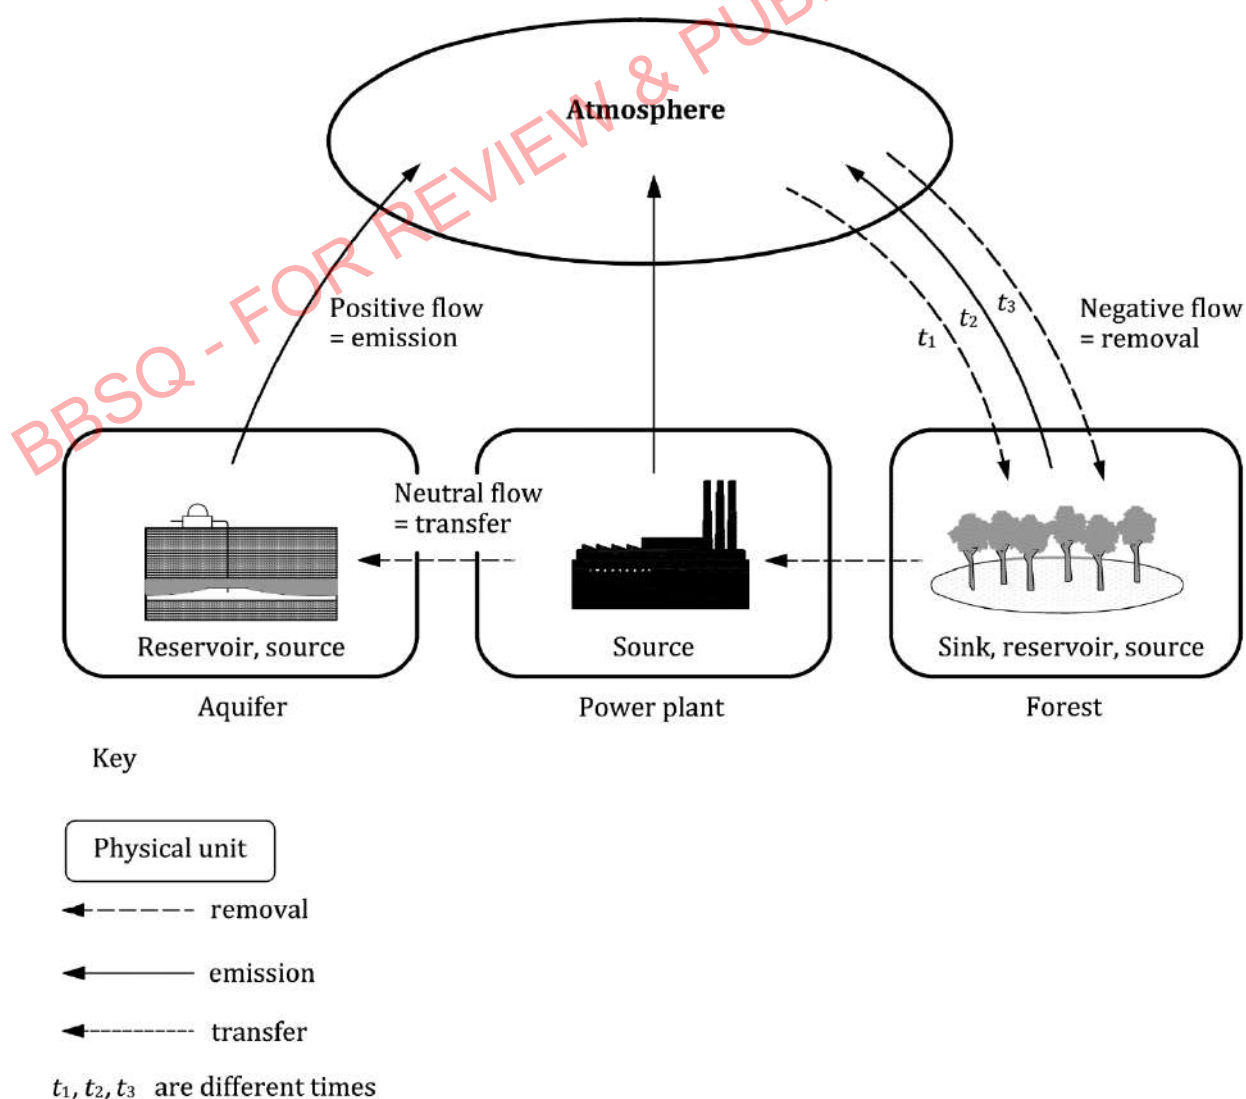 BBSQ - FOR REVIEW & PUB
Atmosphere
Positive flow
= emission
t1
t2
t3
Negative flow
= removal
Neutral flow
= transfer
Reservoir, source
Source
Sink, reservoir, source
Aquifer
Power plant
Forest
Key
Physical unit
removal
emission
transfer
t1, t2, t3 are different times